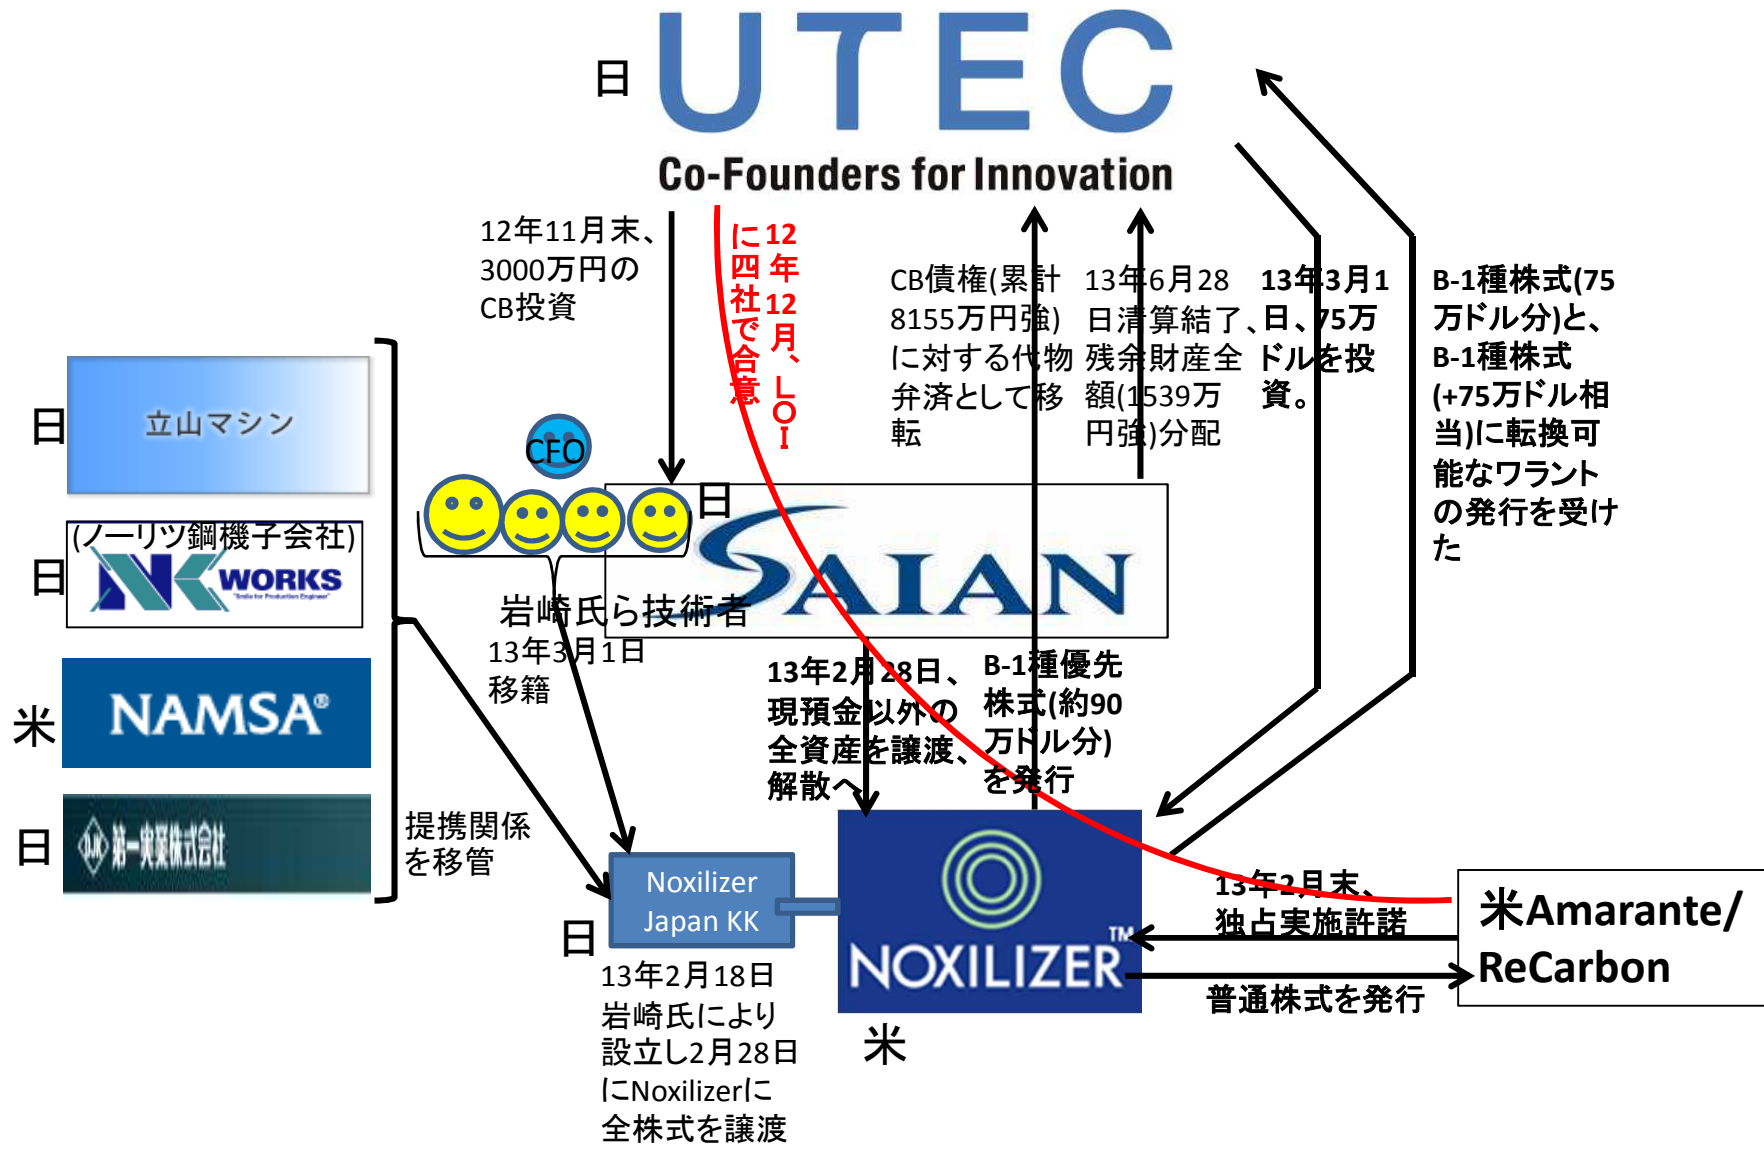 日
UTEC
Co-Founders for Innovation
12年11月末、
3000万円の
CB投資
12年12月、LOI
に四社で合意
CB債権(累計
8155万円強)
に対する代物
弁済として移
転
13年6月28
日清算結了、
残余財産全
額(1539万
円強)分配
13年3月1
日、75万
ドルを投
資。
B-1種株式(75
万ドル分)と、
B-1種株式
(+75万ドル相
当)に転換可
能なワラント
の発行を受け
た
日
立山マシン
日
(ノーリツ鋼機子会社)
NK WORKS
"Smile for Production Engineer"
米
NAMSA®
日
DJK 第一実業株式会社
提携関係
を移管
CFO
日
SAIAN
岩崎氏ら技術者
13年3月1日
移籍
13年2月28日、
現預金以外の
全資産を譲渡、
解散へ
B-1種優先
株式(約90
万ドル分)
を発行
Noxilizer
Japan KK
日
13年2月18日
岩崎氏により
設立し2月28日
にNoxilizerに
全株式を譲渡
NOXILIZER™
米
13年2月末、
独占実施許諾
普通株式を発行
米Amarante/
ReCarbon